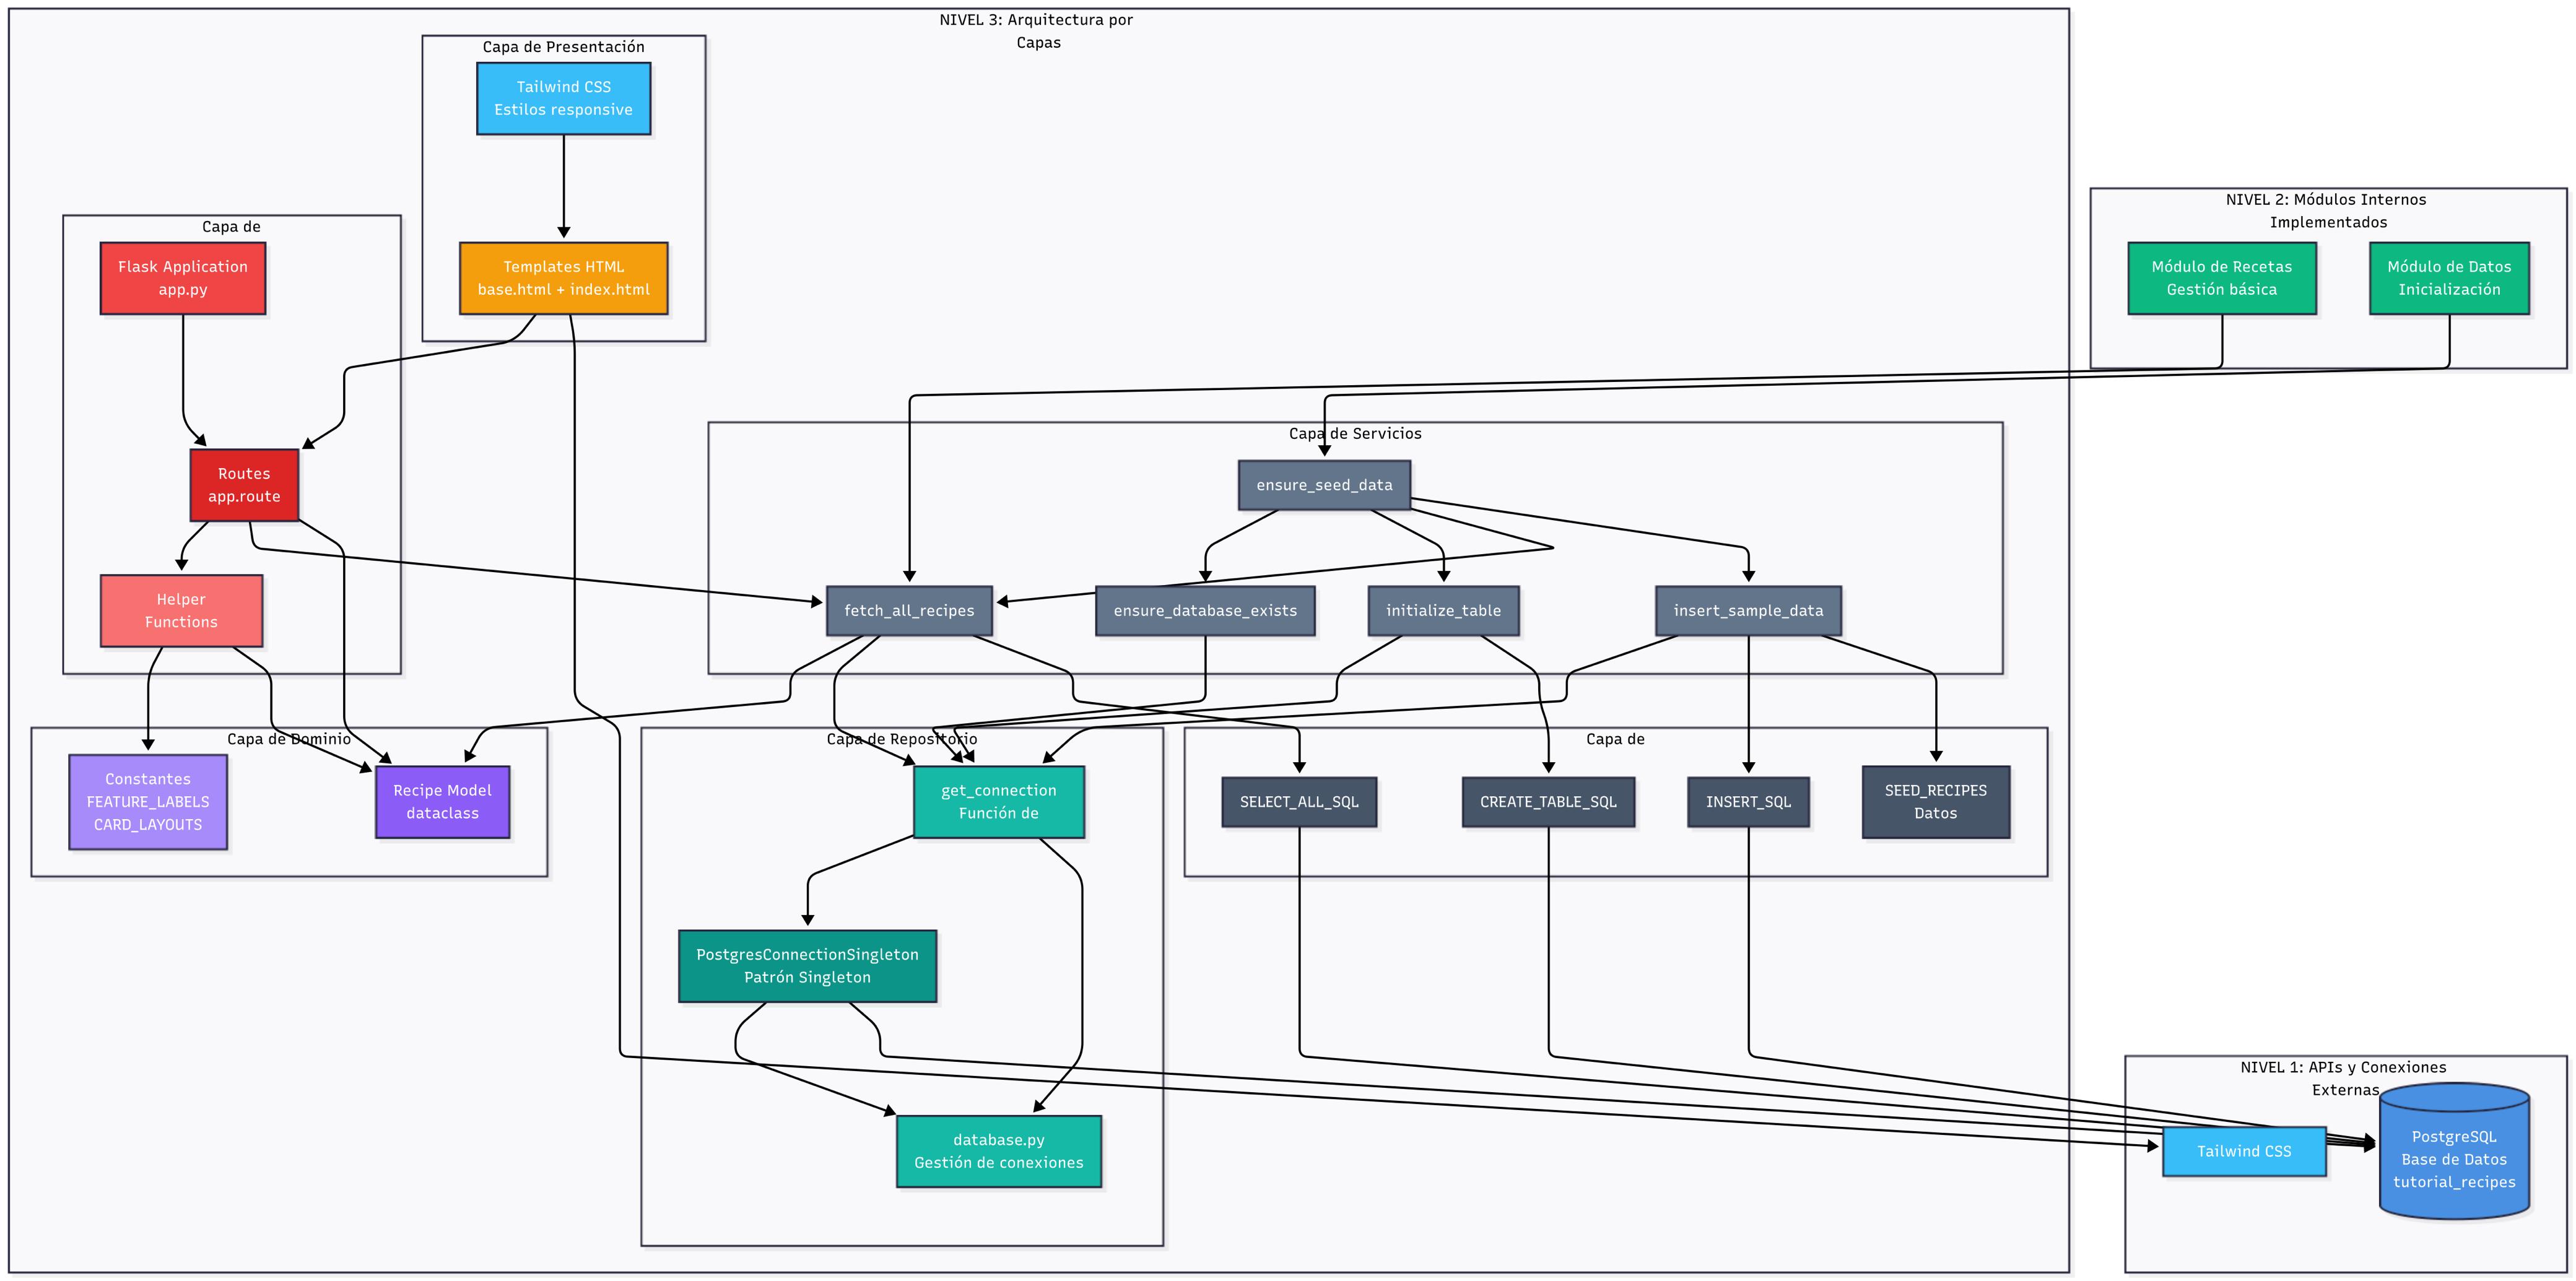 NIVEL 3: Arquitectura por
Capas
Capa de Presentación
Tailwind CSS
Estilos responsive
Templates HTML
base.html + index.html
Capa de
Flask Application
app.py
Routes
app.route
Helper
Functions
NIVEL 2: Módulos Internos
Implementados
Módulo de Recetas
Gestión básica
Módulo de Datos
Inicialización
Capa de Servicios
ensure_seed_data
fetch_all_recipes
ensure_database_exists
initialize_table
insert_sample_data
Capa de Dominio
Constantes
FEATURE_LABELS
CARD_LAYOUTS
Recipe Model
dataclass
Capa de Repositorio
get_connection
Función de
PostgresConnectionSingleton
Patrón Singleton
database.py
Gestión de conexiones
Capa de
SELECT_ALL_SQL
CREATE_TABLE_SQL
INSERT_SQL
SEED_RECIPES
Datos
NIVEL 1: APIs y Conexiones
Externas
Tailwind CSS
PostgreSQL
Base de Datos
tutorial_recipes